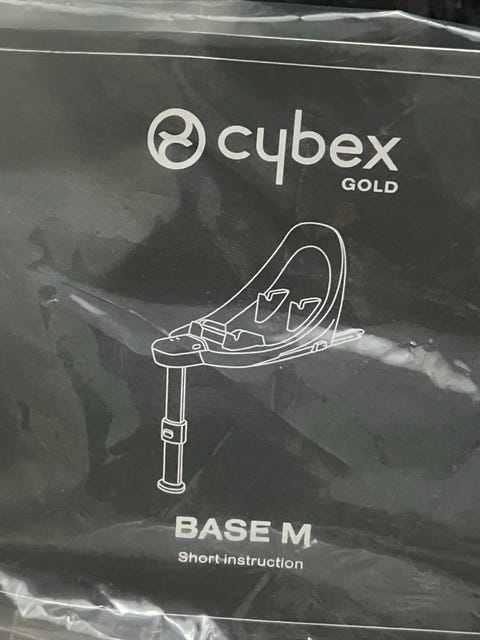 cybex
GOLD
BASE M
Short instruction